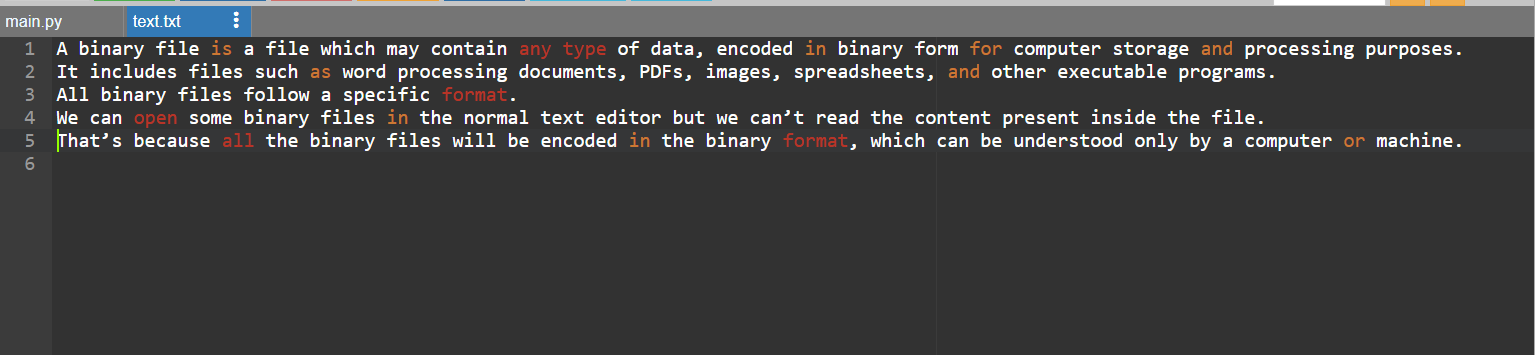 main.py
text.txt
1 A binary file is a file which may contain any type of data, encoded in binary form for computer storage and processing purposes.
2 It includes files such as word processing documents, PDFs, images, spreadsheets, and other executable programs.
3 All binary files follow a specific format.
4 We can open some binary files in the normal text editor but we can’t read the content present inside the file.
5 That’s because all the binary files will be encoded in the binary format, which can be understood only by a computer or machine.
6